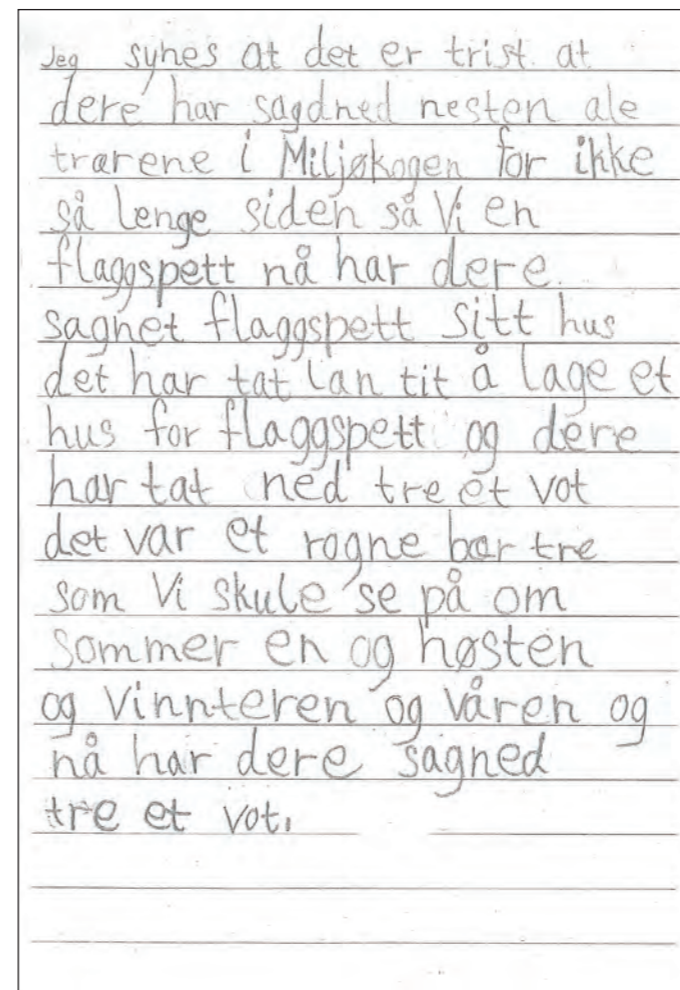 Jeg synes at det er trist at
dere har sagdned nesten ale
trærene i Miljøkogen for ikke
så lenge siden så Vi en
flaggspett nå har dere.
sagnet flaggspett sitt hus
det har tat lan tit å lage et
hus for flaggspett og dere
har tat ned tre et vot
det var et rogne bær tre
som Vi skule se på om
sommer en og høsten
og vinnteren og våren og
nå har dere sagned
tre et vot.